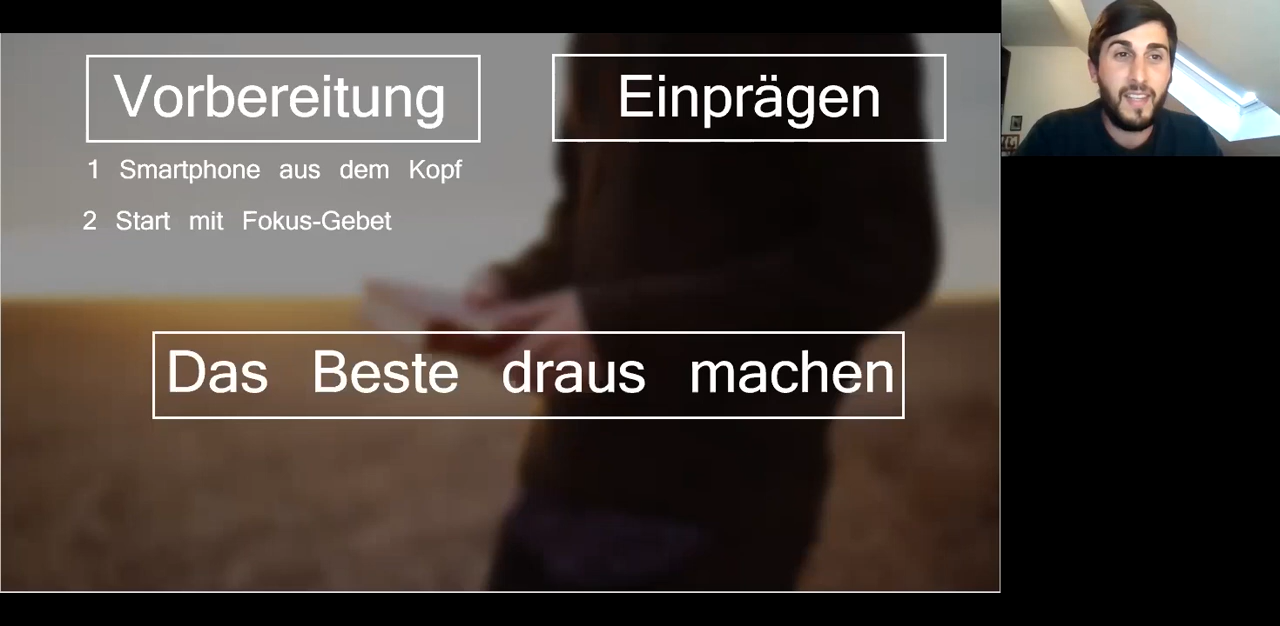 Vorbereitung
1 Smartphone aus dem Kopf
2 Start mit Fokus-Gebet
Einprägen
Das Beste draus machen